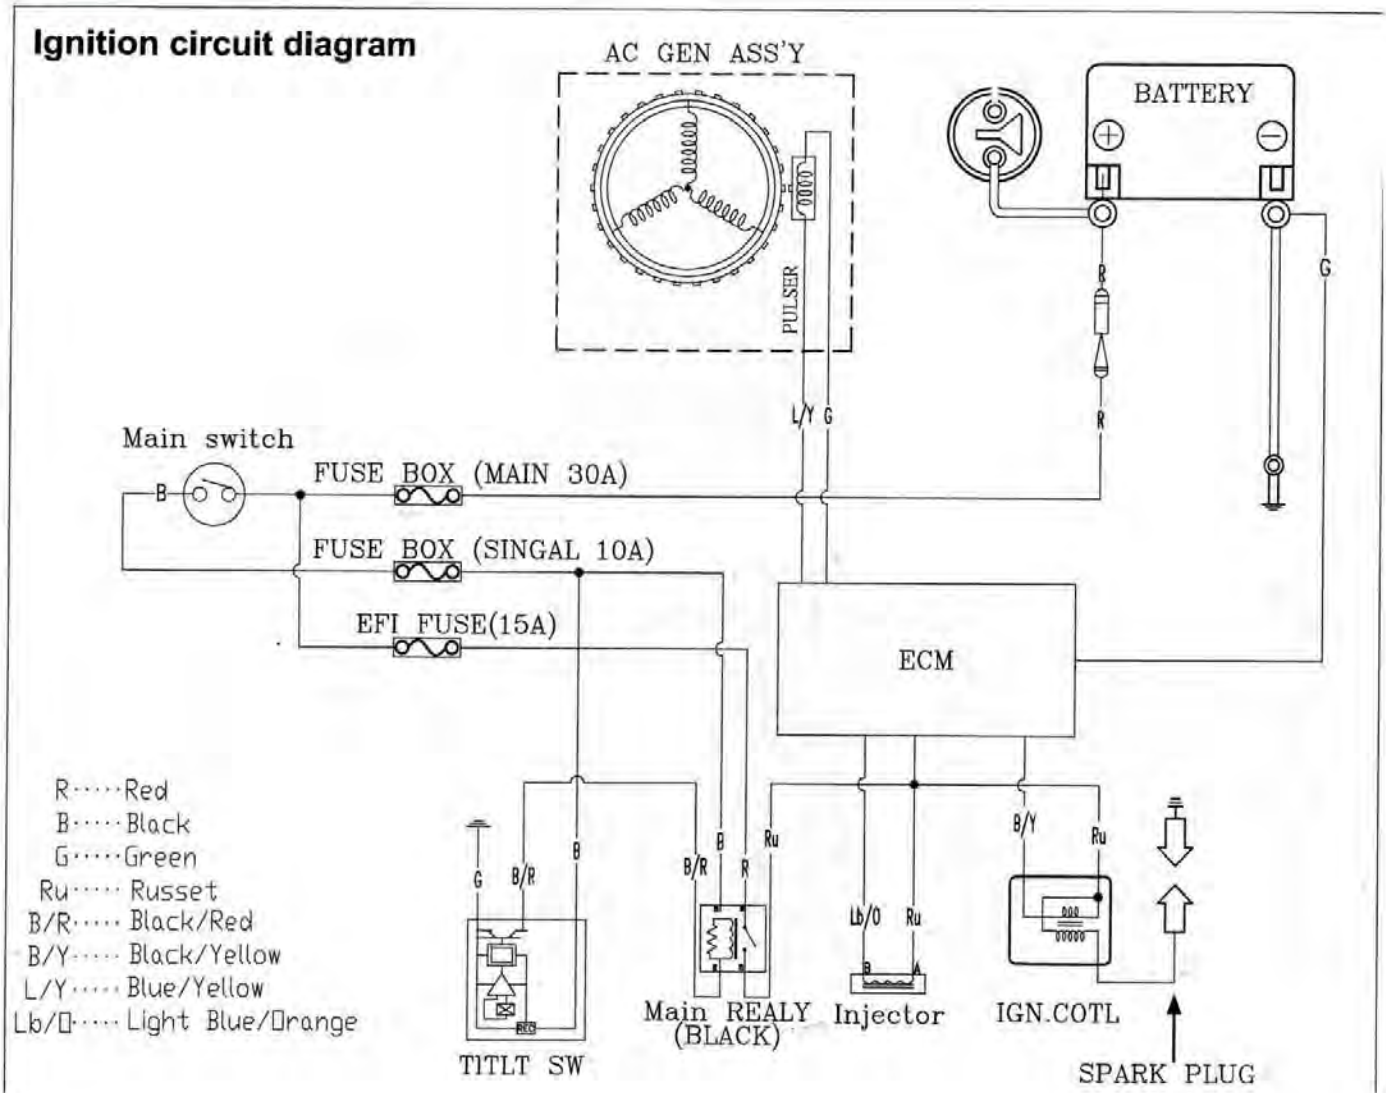 Ignition circuit diagram
AC GEN ASS'Y
BATTERY
+
−
PULSER
R
G
L/Y G
R
Main switch
B
FUSE BOX (MAIN 30A)
FUSE BOX (SINGAL 10A)
EFI FUSE(15A)
ECM
R·····Red
B·····Black
G·····Green
Ru·····Russet
B/R·····Black/Red
B/Y·····Black/Yellow
L/Y·····Blue/Yellow
Lb/O·····Light Blue/Orange
G
B/R
B
B/R
B
R
Ru
Lb/O
Ru
B/Y
Ru
B A
REG
TITLT SW
Main REALY
(BLACK)
Injector
IGN.COTL
SPARK PLUG